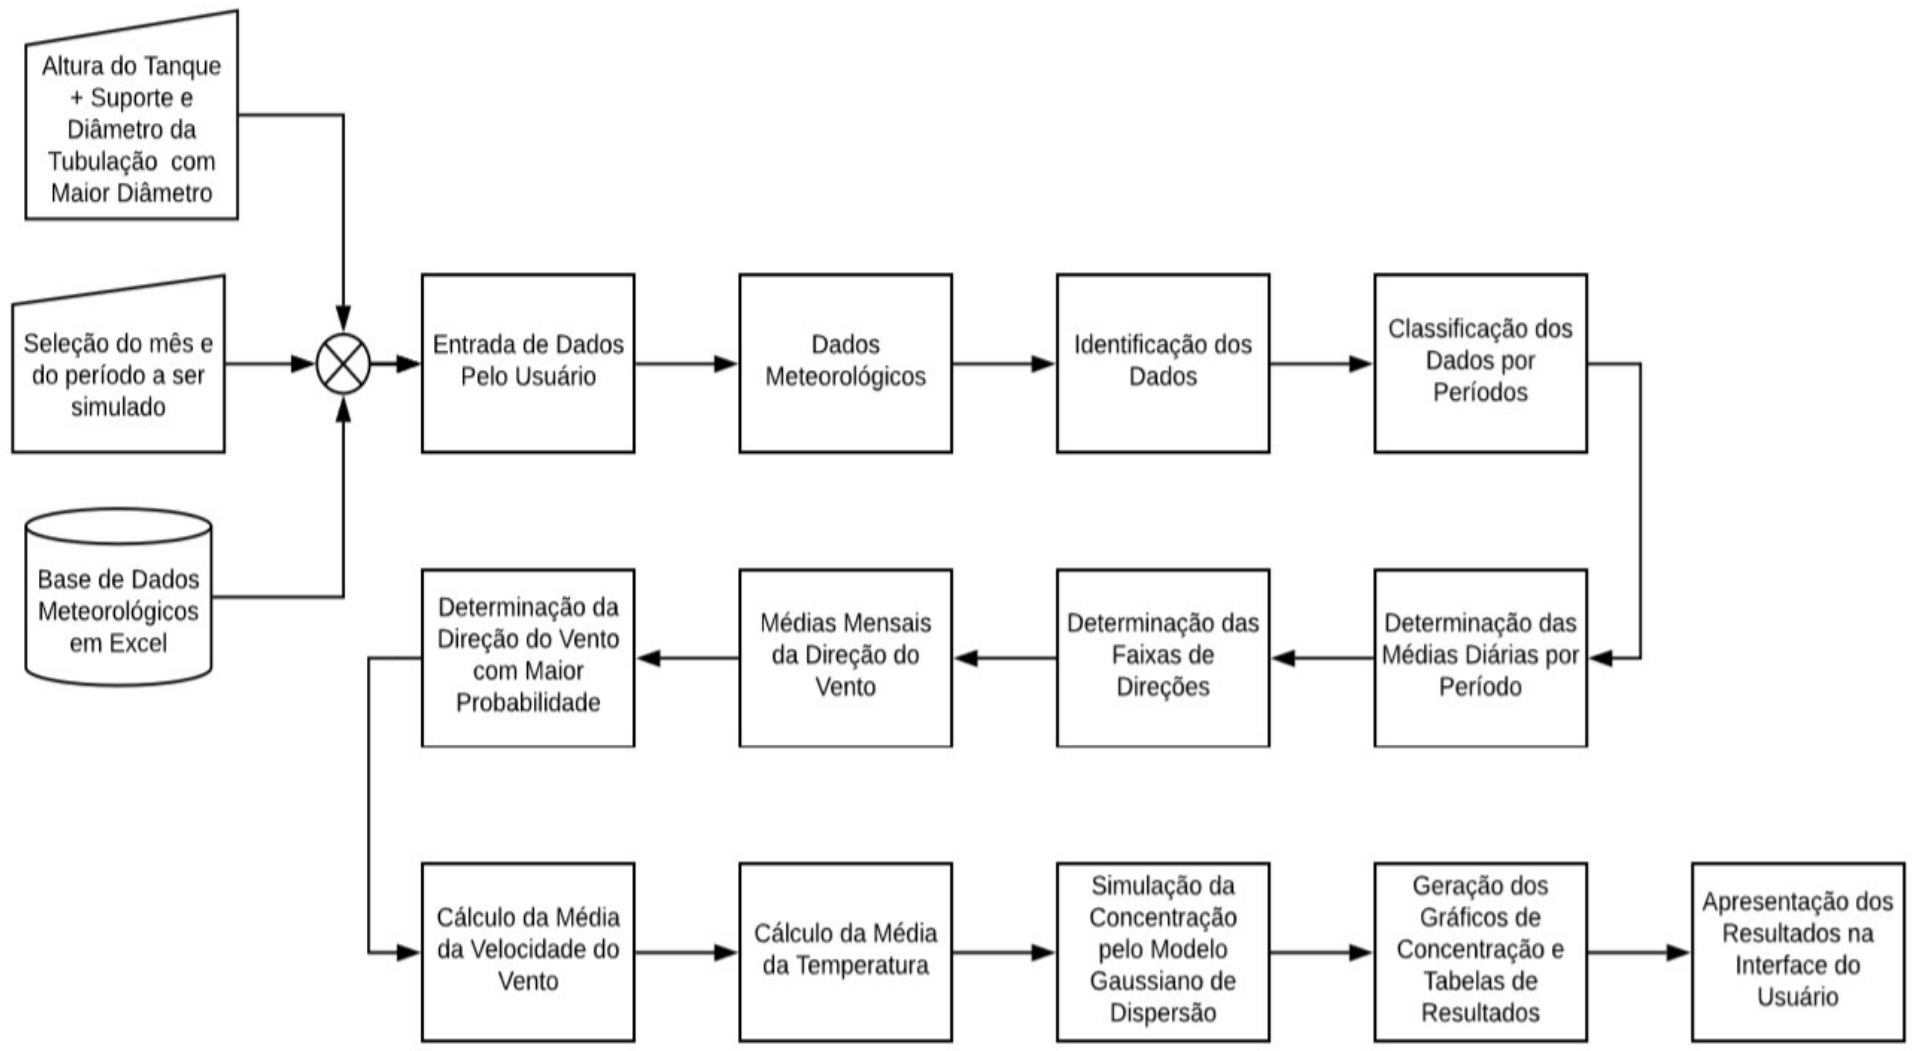 Altura do Tanque
+ Suporte e
Diâmetro da
Tubulação com
Maior Diâmetro
Seleção do mês e
do período a ser
simulado
Base de Dados
Meteorológicos
em Excel
Entrada de Dados
Pelo Usuário
Dados
Meteorológicos
Identificação dos
Dados
Classificação dos
Dados por
Períodos
Determinação das
Médias Diárias por
Período
Determinação das
Faixas de
Direções
Médias Mensais
da Direção do
Vento
Determinação da
Direção do Vento
com Maior
Probabilidade
Cálculo da Média
da Velocidade do
Vento
Cálculo da Média
da Temperatura
Simulação da
Concentração
pelo Modelo
Gaussiano de
Dispersão
Geração dos
Gráficos de
Concentração e
Tabelas de
Resultados
Apresentação dos
Resultados na
Interface do
Usuário